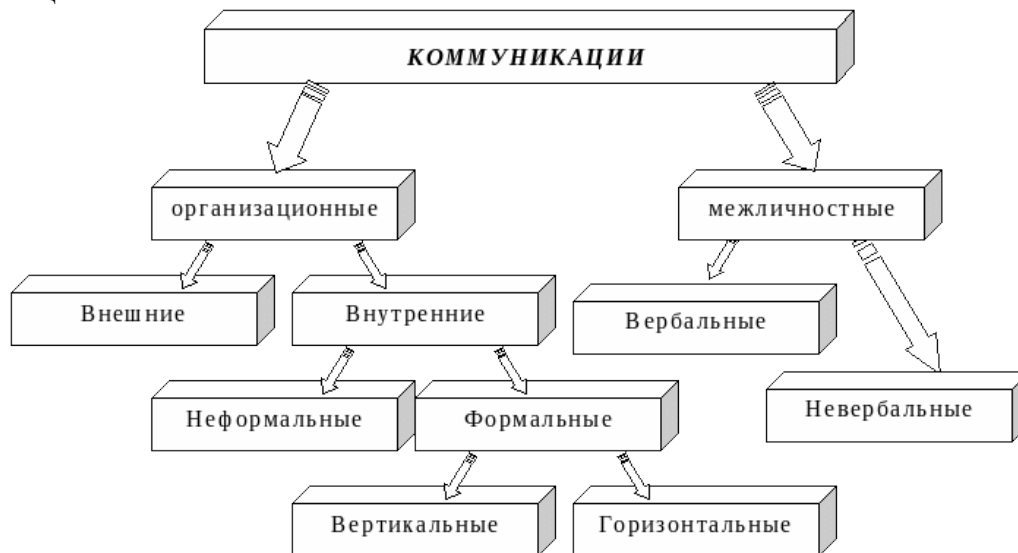 КОММУНИКАЦИИ
организационные
межличностные
Внешние
Внутренние
Вербальные
Неформальные
Формальные
Невербальные
Вертикальные
Горизонтальные